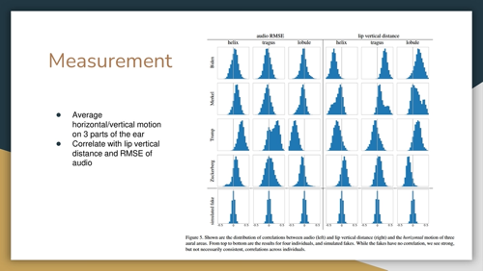 Measurement
● Average
horizontal/vertical motion
on 3 parts of the ear
● Correlate with lip vertical
distance and RMSE of
audio
audio RMSE lip vertical distance
helix tragus lobule helix tragus lobule
Biden
Merkel
Trump
Zuckerberg
simulated fake
Figure 5. Shown are the distribution of correlations between audio (left) and lip vertical distance (right) and the horizontal motion of three
aural areas. From top to bottom are the results for four individuals, and simulated fakes. While the fakes have no correlation, we see strong,
but not necessarily consistent, correlations across individuals.